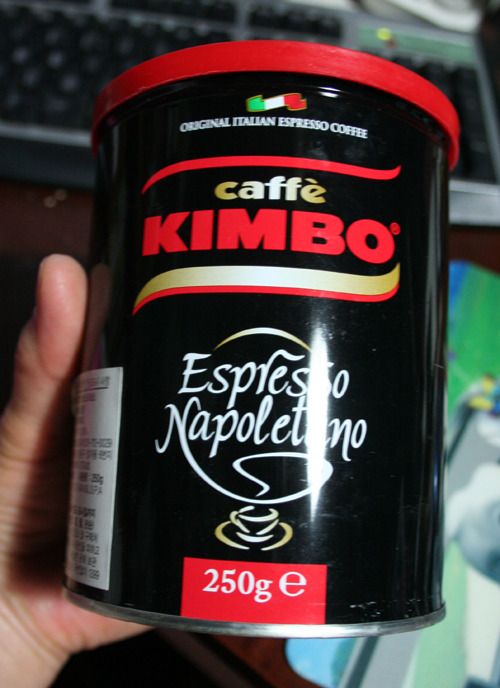 ORIGINAL ITALIAN ESPRESSO COFFEE
caffè
KIMBO®
Espresso
Napoletano
250g ℮